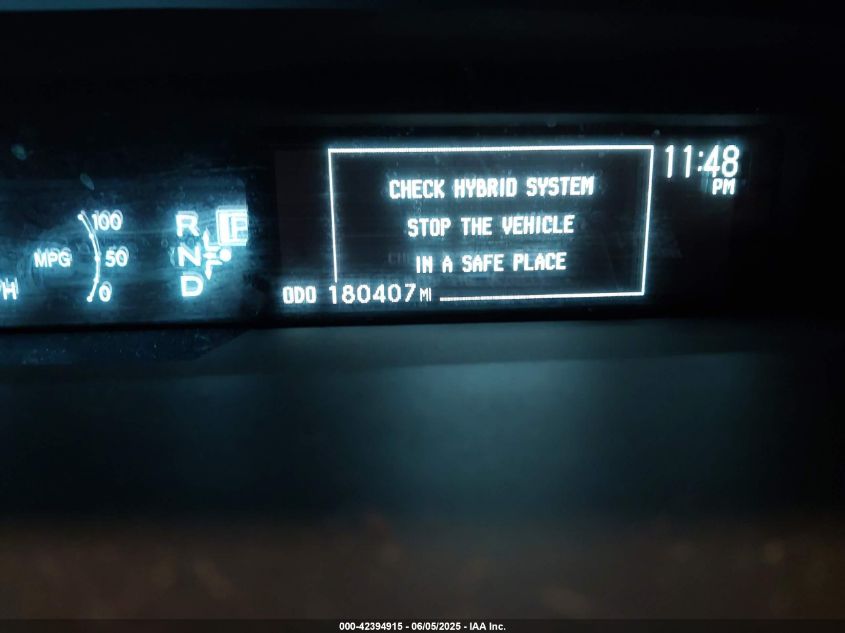 11:48
PM
CHECK HYBRID SYSTEM
STOP THE VEHICLE
IN A SAFE PLACE
ODO 180407 MI
100
MPG 50
0
R P
N
D
000-42394915 - 06/05/2025 - IAA Inc.